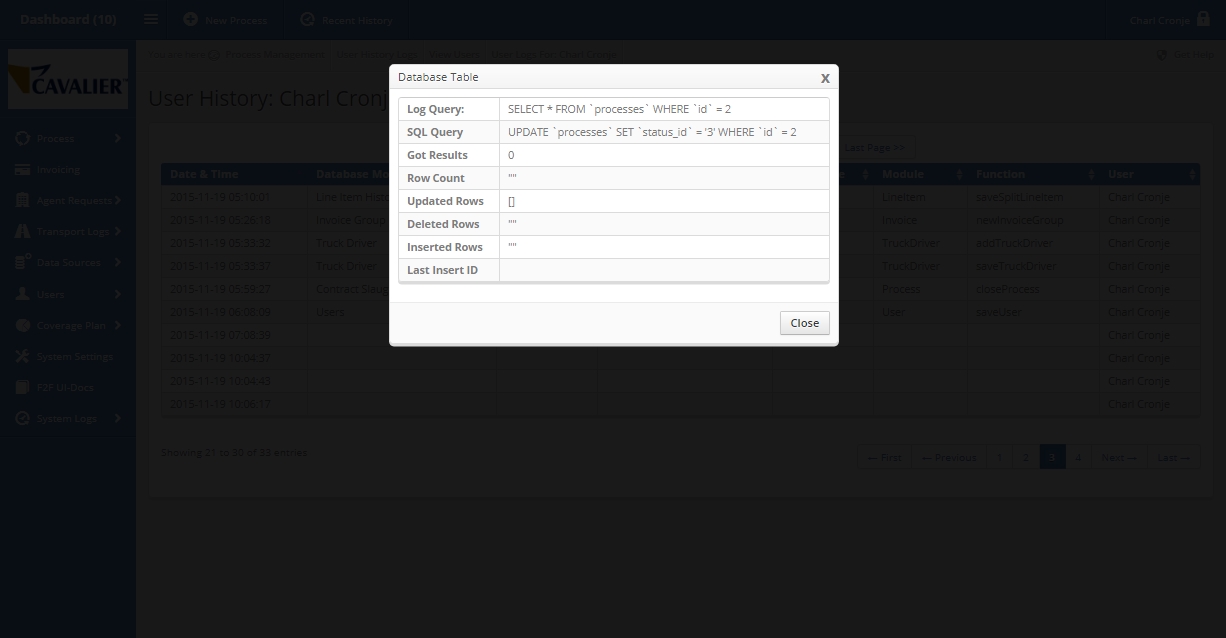 Dashboard (10)
New Process
Recent History
Charl Cronje
CAVALIER
Get Help
User History: Charl Cronj
Database Table
X
Log Query: SELECT * FROM `processes` WHERE `id` = 2
SQL Query UPDATE `processes` SET `status_id` = '3' WHERE `id` = 2
Got Results 0
Row Count ""
Updated Rows []
Deleted Rows ""
Inserted Rows ""
Last Insert ID
Close
Process
Invoicing
Agent Requests
Transport Logs
Data Sources
Users
Coverage Plan
System Settings
F2F UI-Docs
System Logs
Last Page >>
Date & Time Database Mo Module Function User
2015-11-19 05:10:01 Line Item Histo LineItem saveSplitLineItem Charl Cronje
2015-11-19 05:26:18 Invoice Group Invoice newInvoiceGroup Charl Cronje
2015-11-19 05:33:32 Truck Driver TruckDriver addTruckDriver Charl Cronje
2015-11-19 05:33:37 Truck Driver TruckDriver saveTruckDriver Charl Cronje
2015-11-19 05:59:27 Contract Slaug Process closeProcess Charl Cronje
2015-11-19 06:08:09 Users User saveUser Charl Cronje
2015-11-19 07:08:39 Charl Cronje
2015-11-19 10:04:37 Charl Cronje
2015-11-19 10:04:43 Charl Cronje
2015-11-19 10:06:17 Charl Cronje
Showing 21 to 30 of 33 entries
← First ← Previous 1 2 3 4 Next → Last →